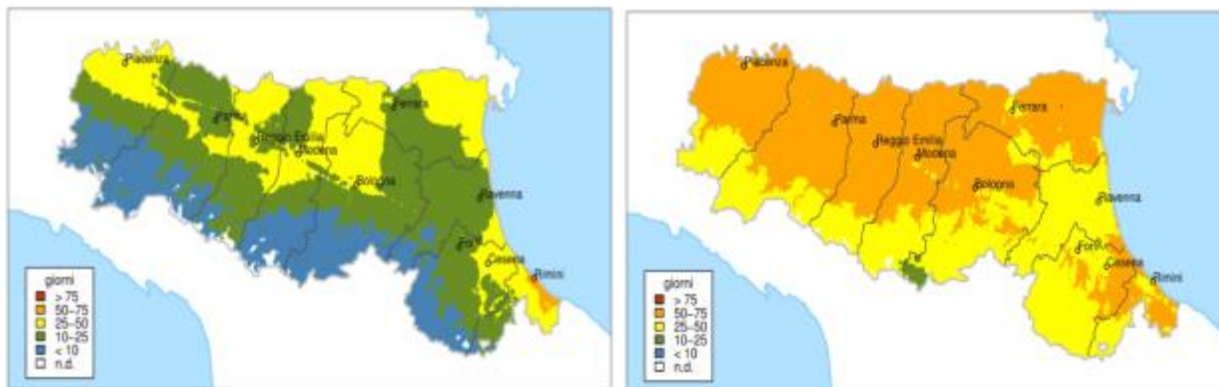 Piacenza
Parma
Reggio Emilia
Modena
Ferrara
Bologna
Ravenna
Forlì
Cesena
Rimini
giorni
> 75
50-75
25-50
10-25
< 10
n.d.
Piacenza
Parma
Reggio Emilia
Modena
Ferrara
Bologna
Ravenna
Forlì
Cesena
Rimini
giorni
> 75
50-75
25-50
10-25
< 10
n.d.